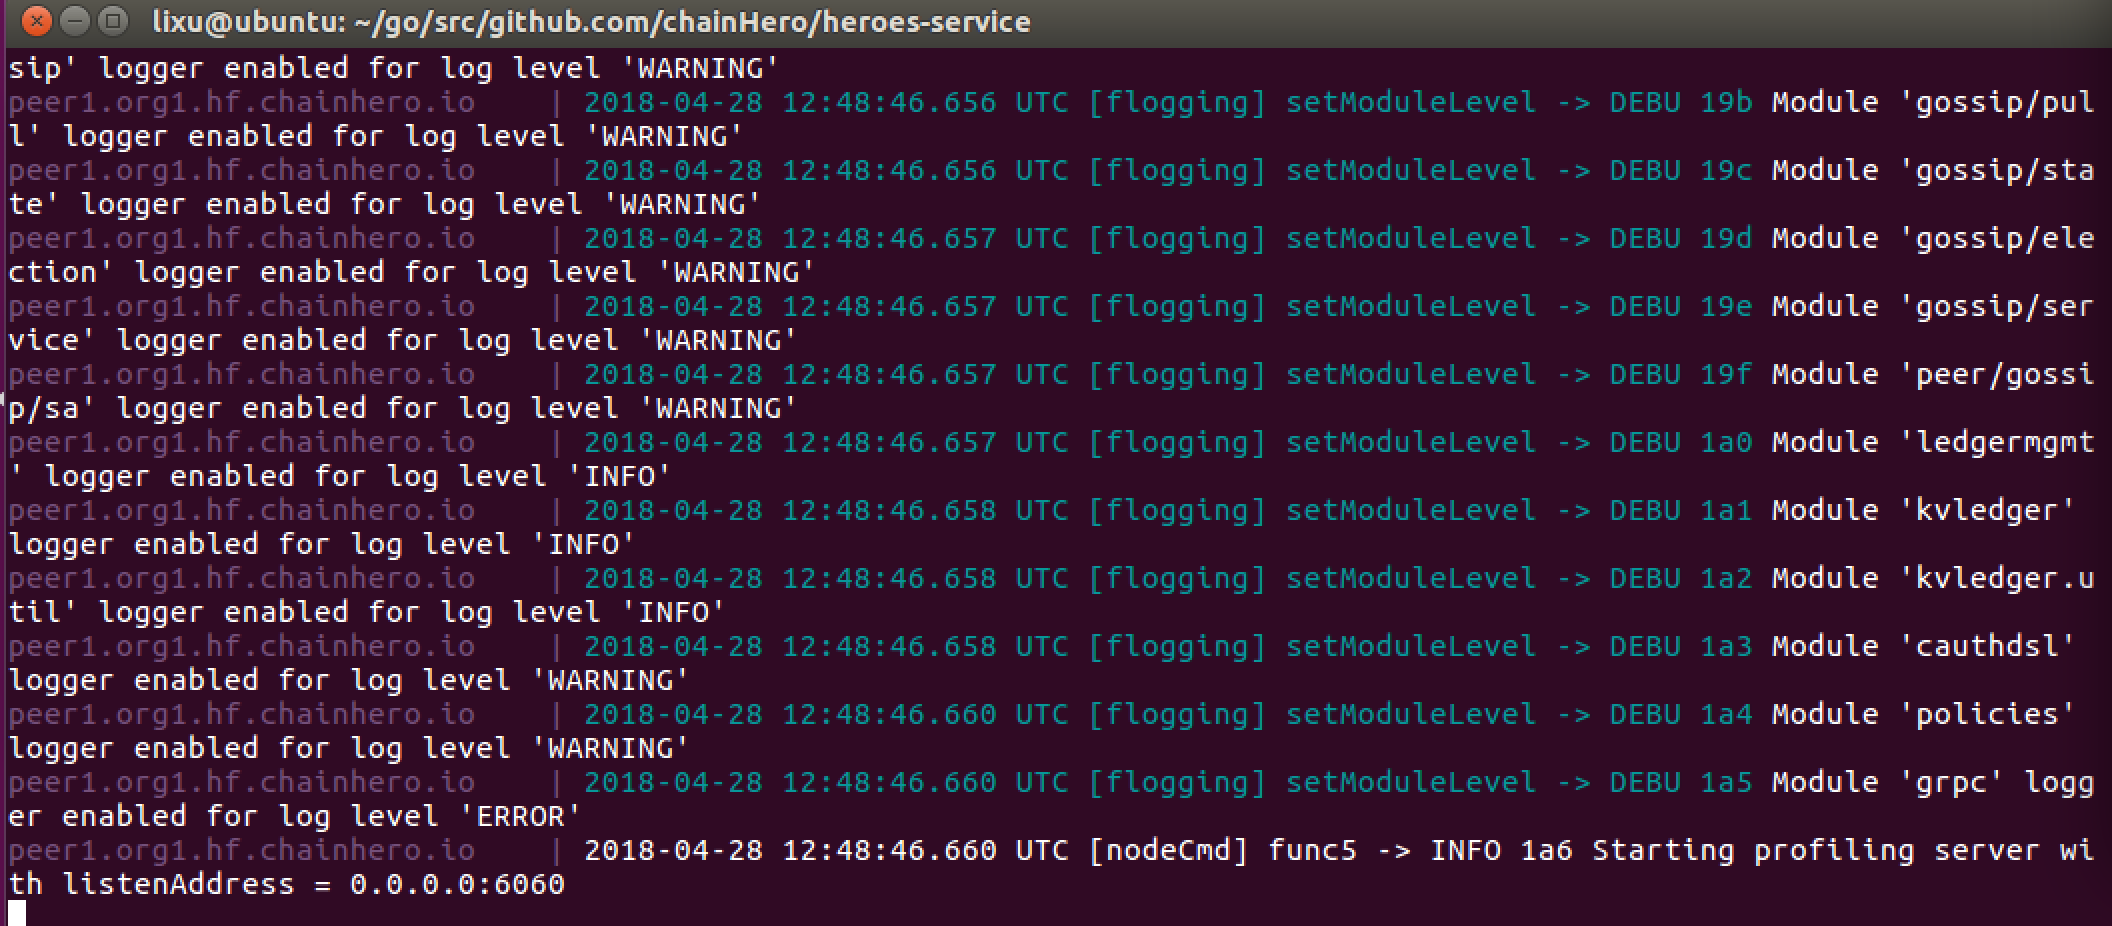 lixu@ubuntu: ~/go/src/github.com/chainHero/heroes-service
sip' logger enabled for log level 'WARNING'
peer1.org1.hf.chainhero.io    | 2018-04-28 12:48:46.656 UTC [flogging] setModuleLevel -> DEBU 19b Module 'gossip/pul
l' logger enabled for log level 'WARNING'
peer1.org1.hf.chainhero.io    | 2018-04-28 12:48:46.656 UTC [flogging] setModuleLevel -> DEBU 19c Module 'gossip/sta
te' logger enabled for log level 'WARNING'
peer1.org1.hf.chainhero.io    | 2018-04-28 12:48:46.657 UTC [flogging] setModuleLevel -> DEBU 19d Module 'gossip/ele
ction' logger enabled for log level 'WARNING'
peer1.org1.hf.chainhero.io    | 2018-04-28 12:48:46.657 UTC [flogging] setModuleLevel -> DEBU 19e Module 'gossip/ser
vice' logger enabled for log level 'WARNING'
peer1.org1.hf.chainhero.io    | 2018-04-28 12:48:46.657 UTC [flogging] setModuleLevel -> DEBU 19f Module 'peer/gossi
p/sa' logger enabled for log level 'WARNING'
peer1.org1.hf.chainhero.io    | 2018-04-28 12:48:46.657 UTC [flogging] setModuleLevel -> DEBU 1a0 Module 'ledgermgmt
' logger enabled for log level 'INFO'
peer1.org1.hf.chainhero.io    | 2018-04-28 12:48:46.658 UTC [flogging] setModuleLevel -> DEBU 1a1 Module 'kvledger'
logger enabled for log level 'INFO'
peer1.org1.hf.chainhero.io    | 2018-04-28 12:48:46.658 UTC [flogging] setModuleLevel -> DEBU 1a2 Module 'kvledger.u
til' logger enabled for log level 'INFO'
peer1.org1.hf.chainhero.io    | 2018-04-28 12:48:46.658 UTC [flogging] setModuleLevel -> DEBU 1a3 Module 'cauthdsl'
logger enabled for log level 'WARNING'
peer1.org1.hf.chainhero.io    | 2018-04-28 12:48:46.660 UTC [flogging] setModuleLevel -> DEBU 1a4 Module 'policies'
logger enabled for log level 'WARNING'
peer1.org1.hf.chainhero.io    | 2018-04-28 12:48:46.660 UTC [flogging] setModuleLevel -> DEBU 1a5 Module 'grpc' logg
er enabled for log level 'ERROR'
peer1.org1.hf.chainhero.io    | 2018-04-28 12:48:46.660 UTC [nodeCmd] func5 -> INFO 1a6 Starting profiling server wi
th listenAddress = 0.0.0.0:6060